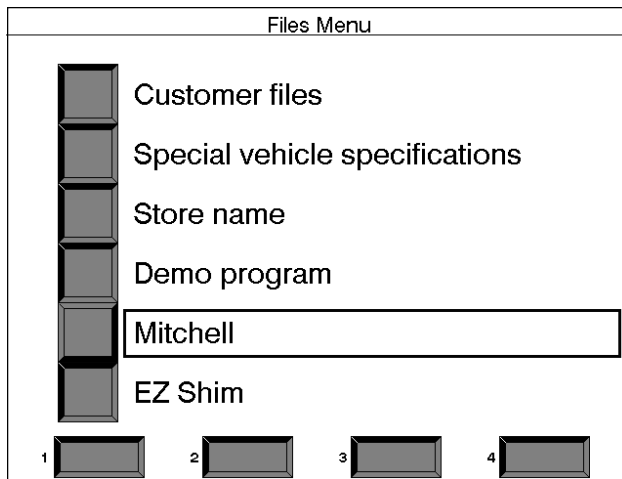 Files Menu
Customer files
Special vehicle specifications
Store name
Demo program
Mitchell
EZ Shim
1 2 3 4